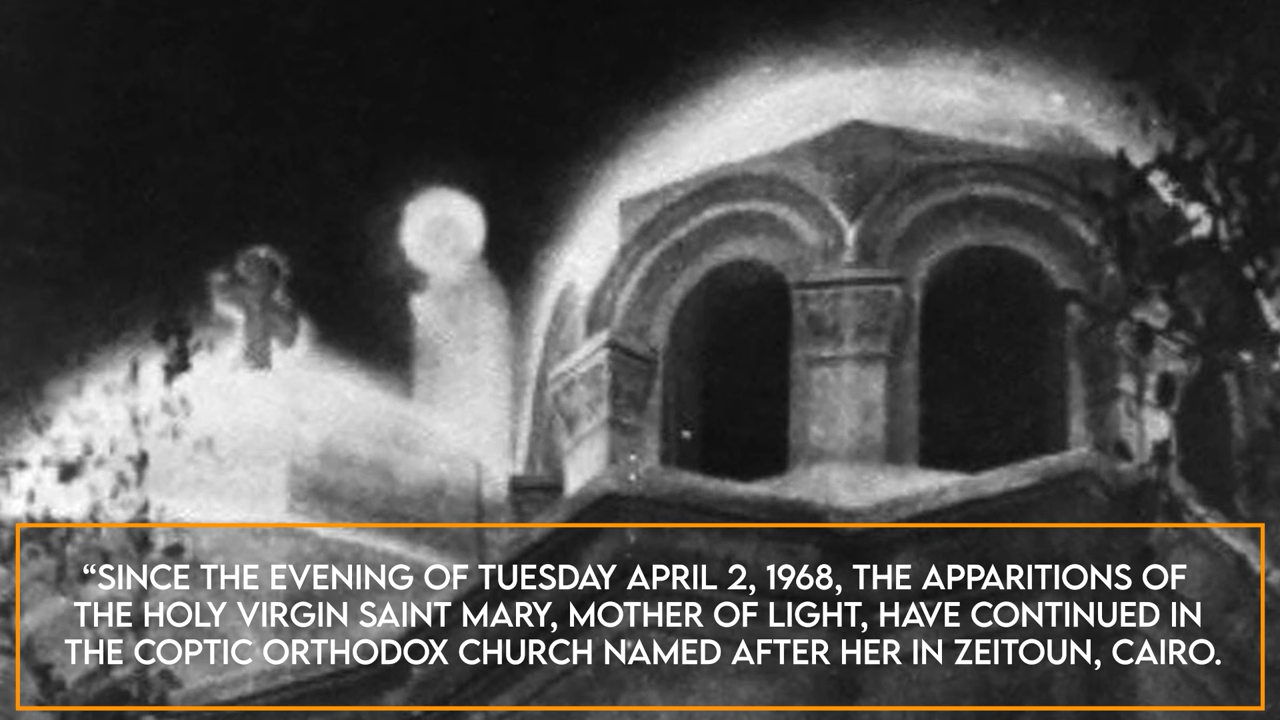 “SINCE THE EVENING OF TUESDAY APRIL 2, 1968, THE APPARITIONS OF
THE HOLY VIRGIN SAINT MARY, MOTHER OF LIGHT, HAVE CONTINUED IN
THE COPTIC ORTHODOX CHURCH NAMED AFTER HER IN ZEITOUN, CAIRO.